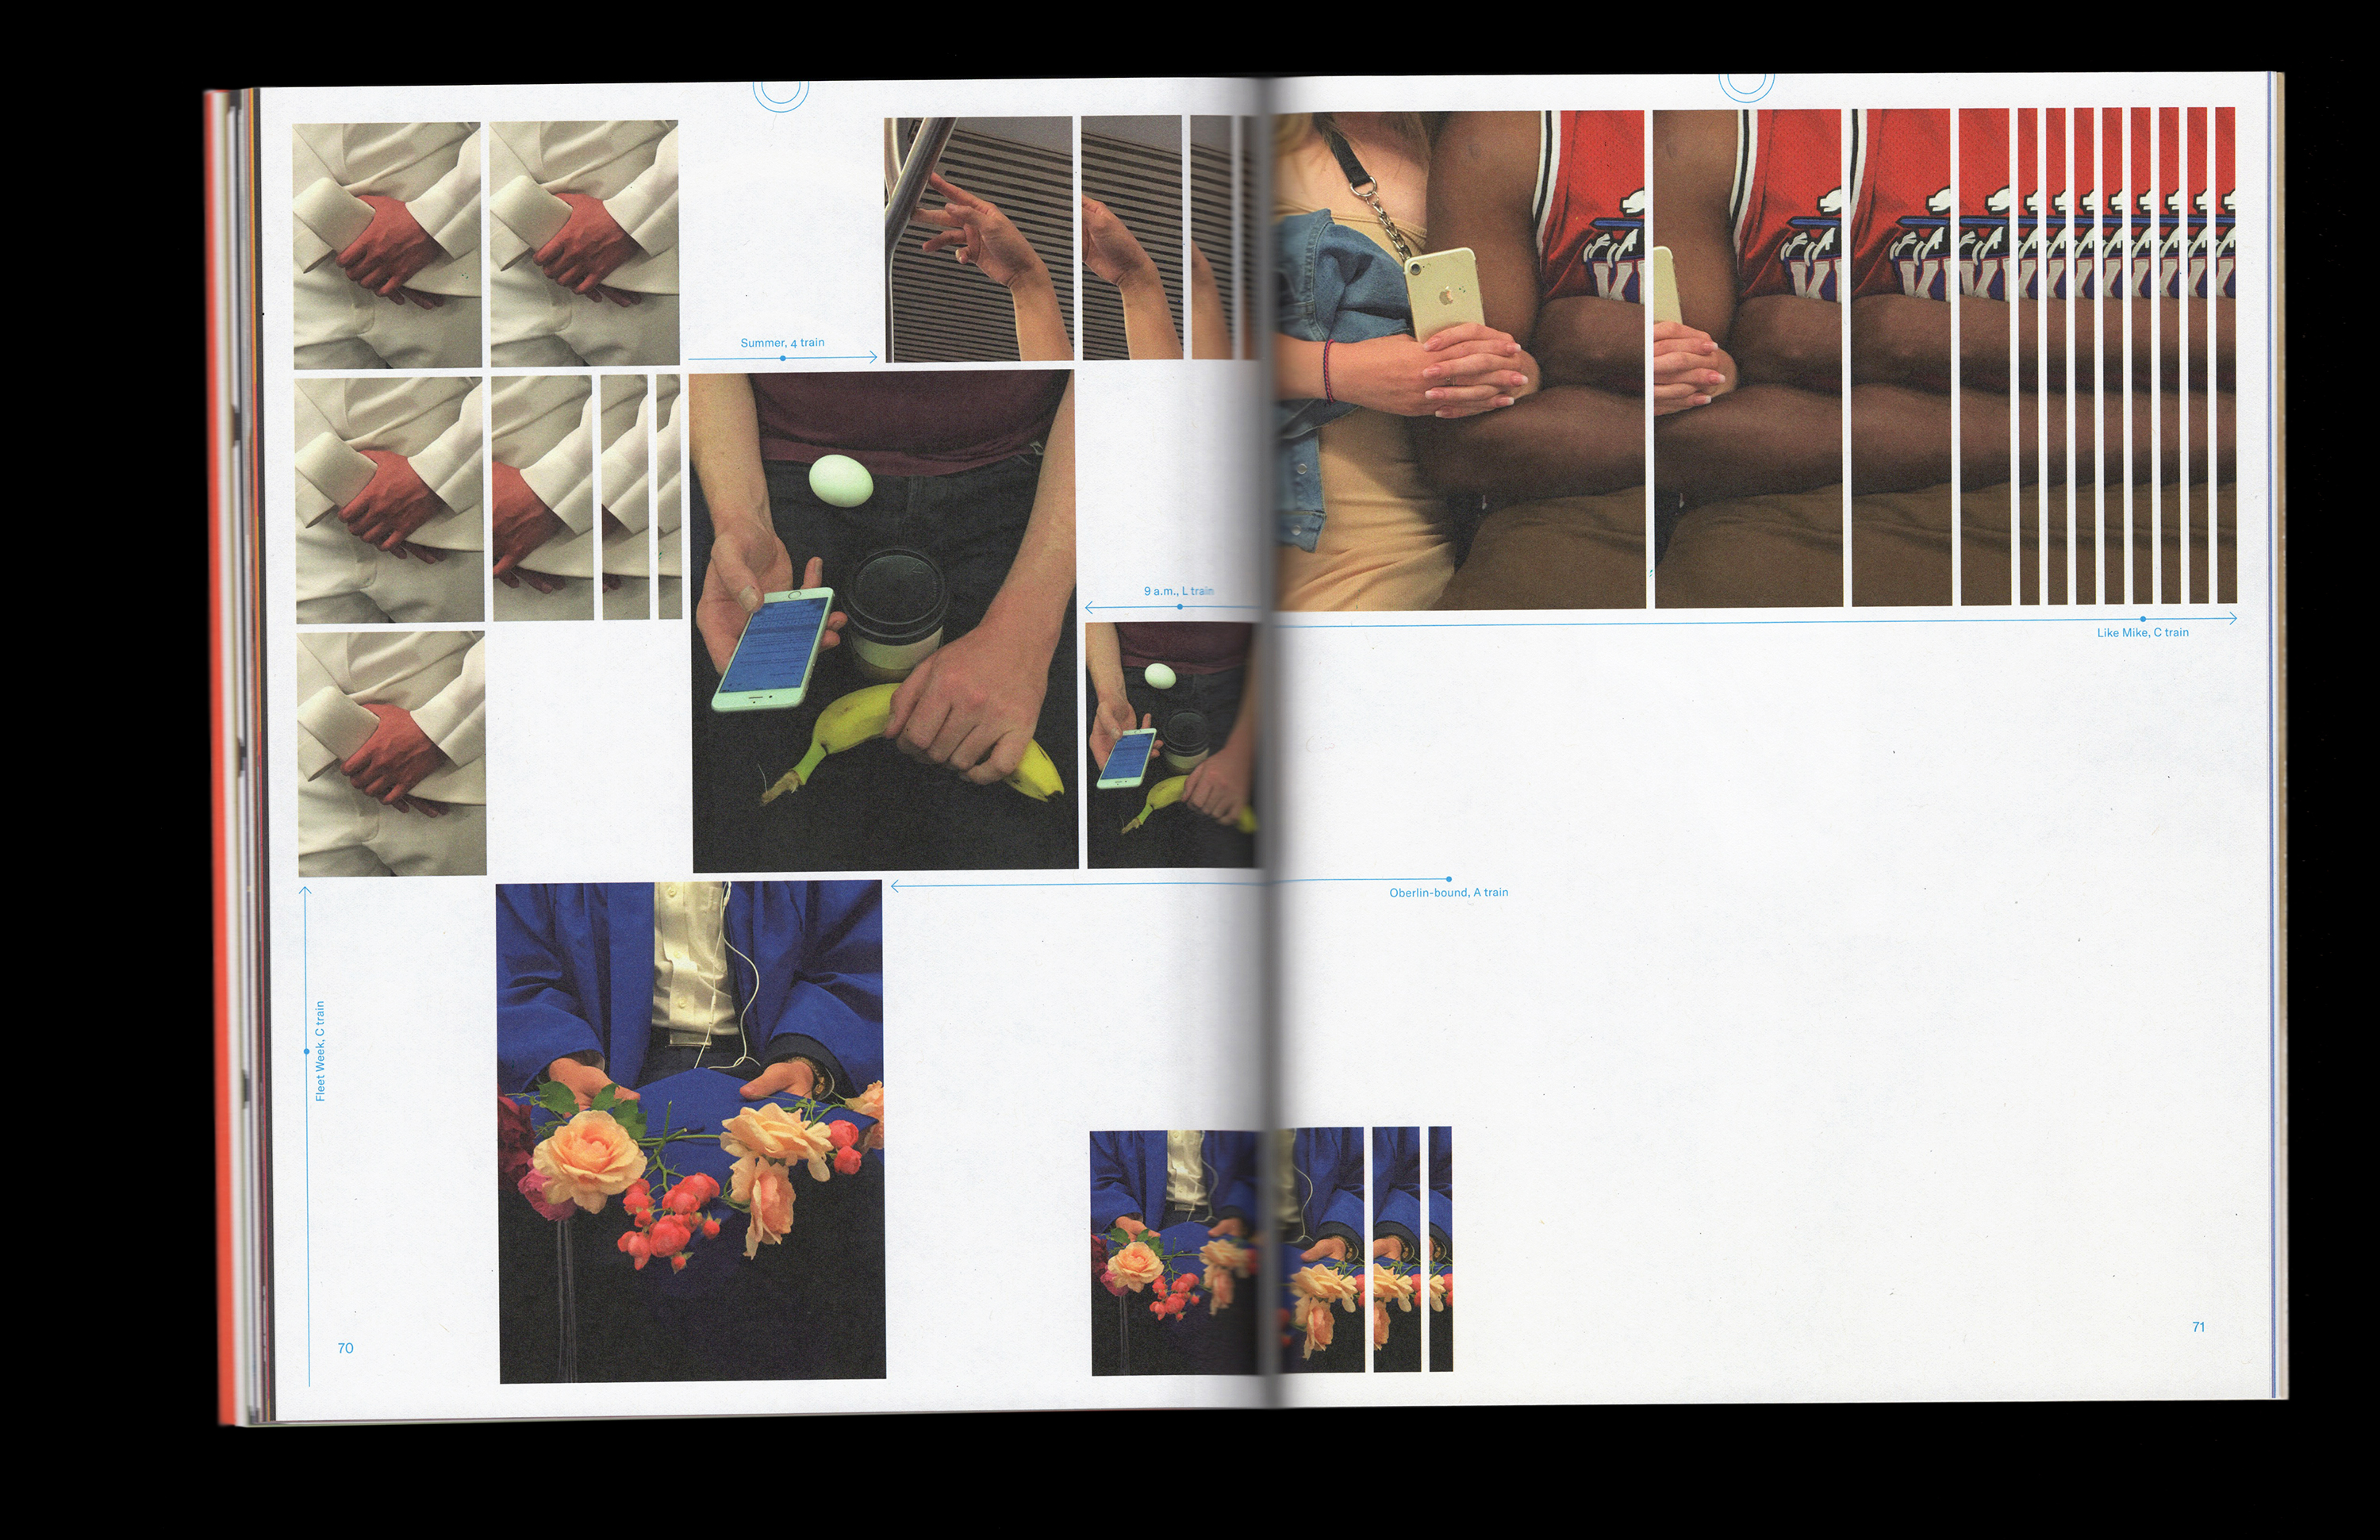 Summer, 4 train
9 a.m., L train
Like Mike, C train
Oberlin-bound, A train
Fleet Week, C train
70
71